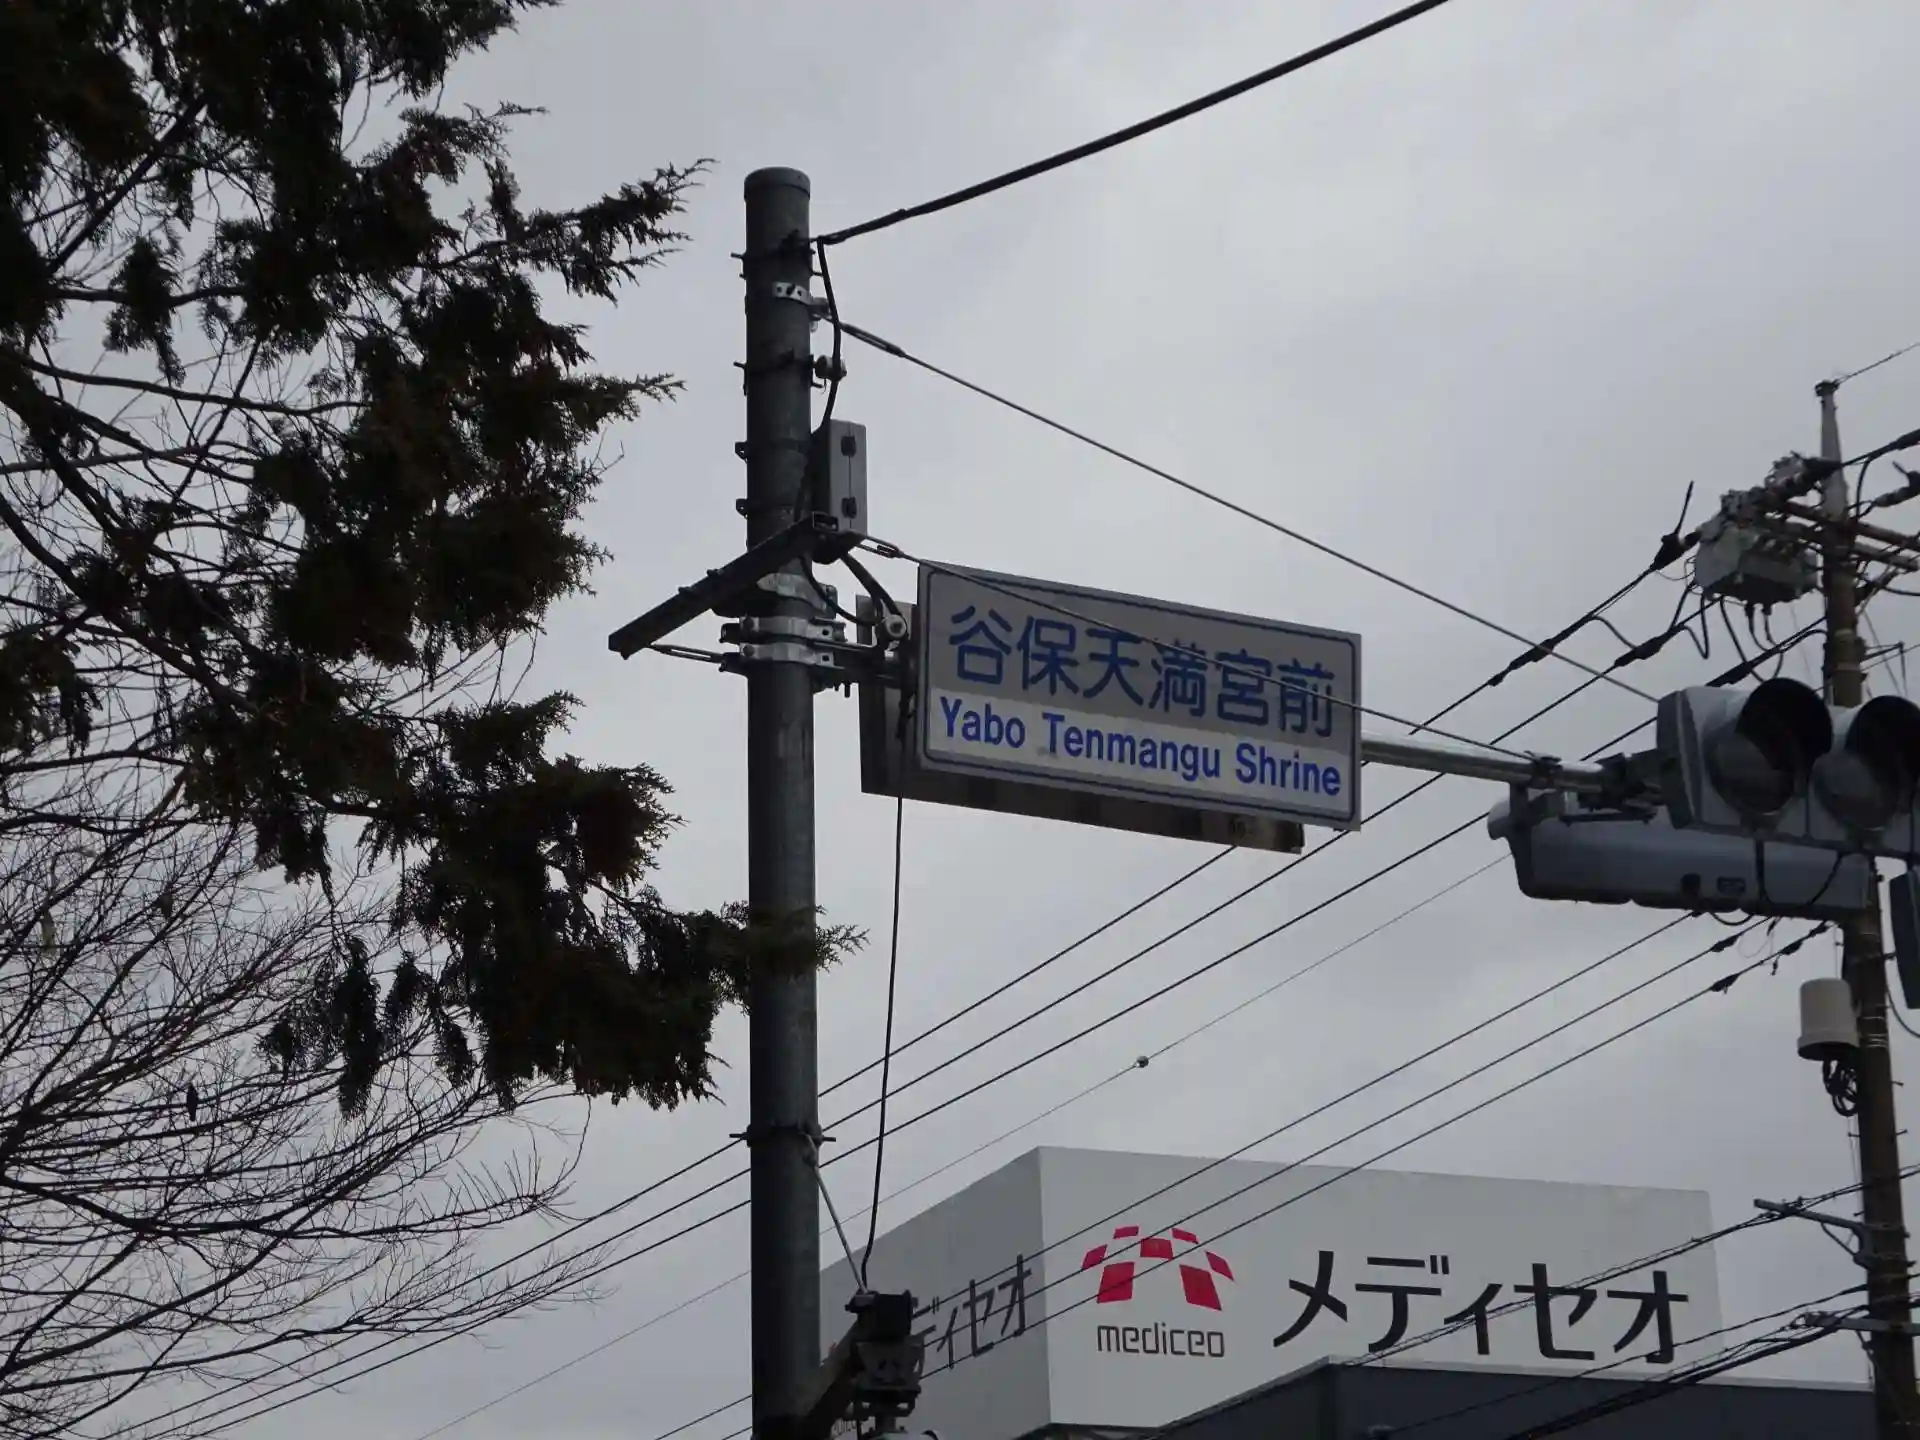 谷保天満宮前
Yabo Tenmangu Shrine
メディセオ
mediceo
ディセオ